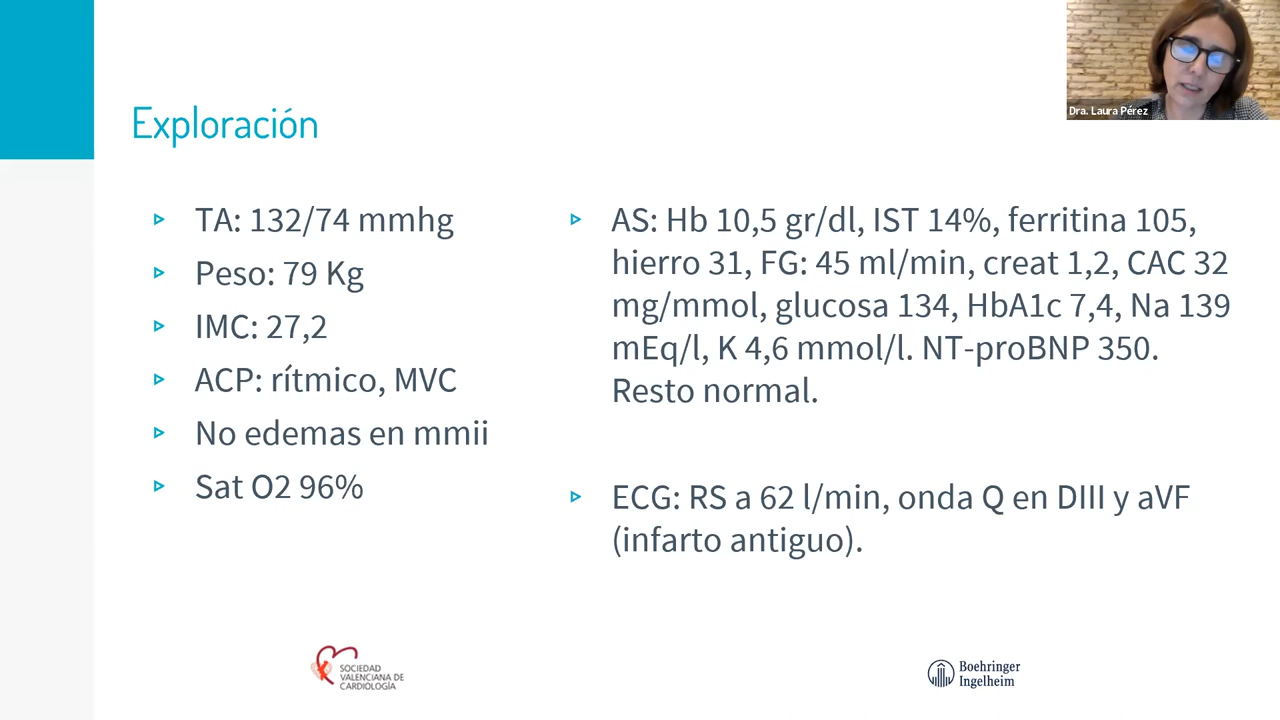 Dra. Laura Pérez
Exploración
TA: 132/74 mmhg
Peso: 79 Kg
IMC: 27,2
ACP: rítmico, MVC
No edemas en mmii
Sat O2 96%
AS: Hb 10,5 gr/dl, IST 14%, ferritina 105,
hierro 31, FG: 45 ml/min, creat 1,2, CAC 32
mg/mmol, glucosa 134, HbA1c 7,4, Na 139
mEq/l, K 4,6 mmol/l. NT-proBNP 350.
Resto normal.
ECG: RS a 62 l/min, onda Q en DIII y aVF
(infarto antiguo).
SOCIEDAD
VALENCIANA DE
CARDIOLOGÍA
Boehringer
Ingelheim